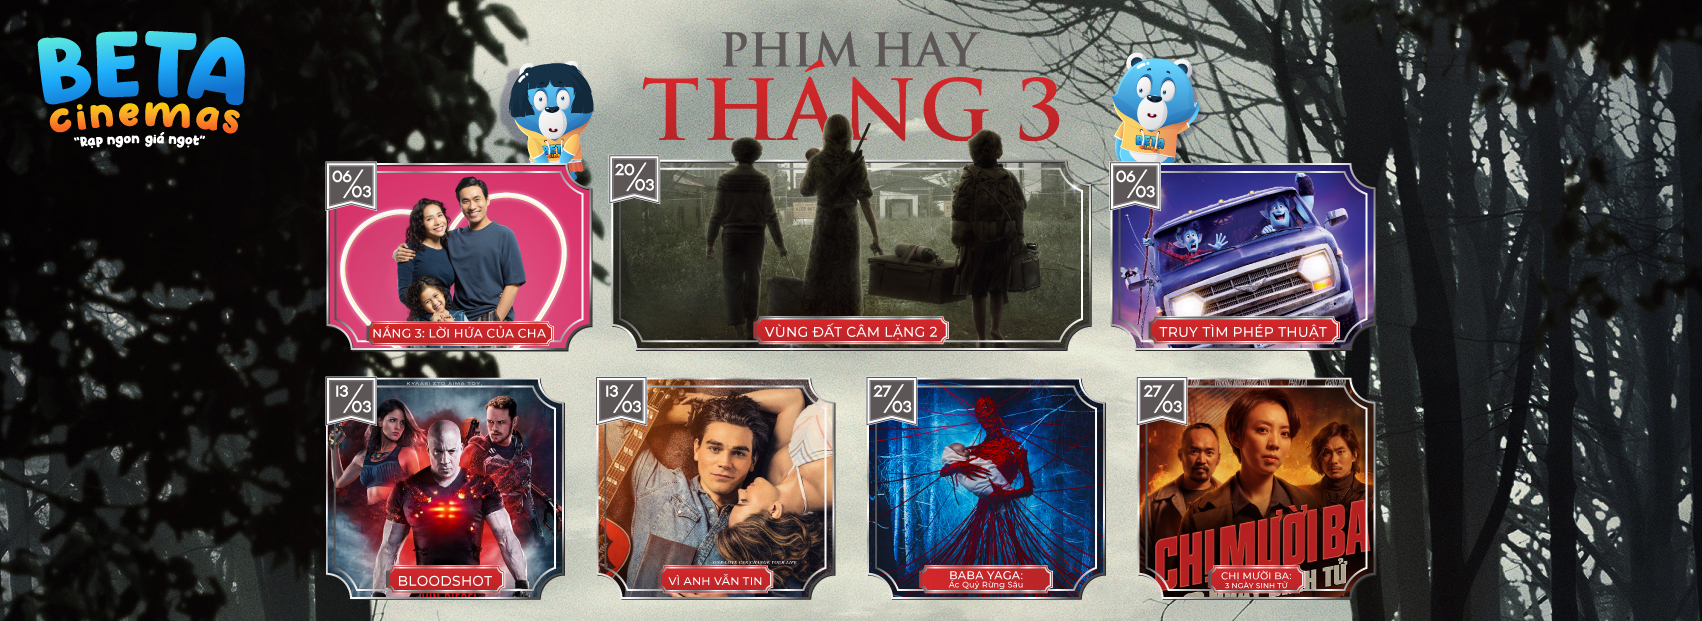 BETA
cinemas
"Rạp ngon giá ngọt"
PHIM HAY
THÁNG 3
BETA
BETA
06/03
NẮNG 3: LỜI HỨA CỦA CHA
20/03
VÙNG ĐẤT CÂM LẶNG 2
06/03
TRUY TÌM PHÉP THUẬT
13/03
BLOODSHOT
13/03
VÌ ANH VẪN TIN
27/03
BABA YAGA:
Ác Quỷ Rừng Sâu
27/03
CHỊ MƯỜI BA
CHỊ MƯỜI BA:
3 NGÀY SINH TỬ